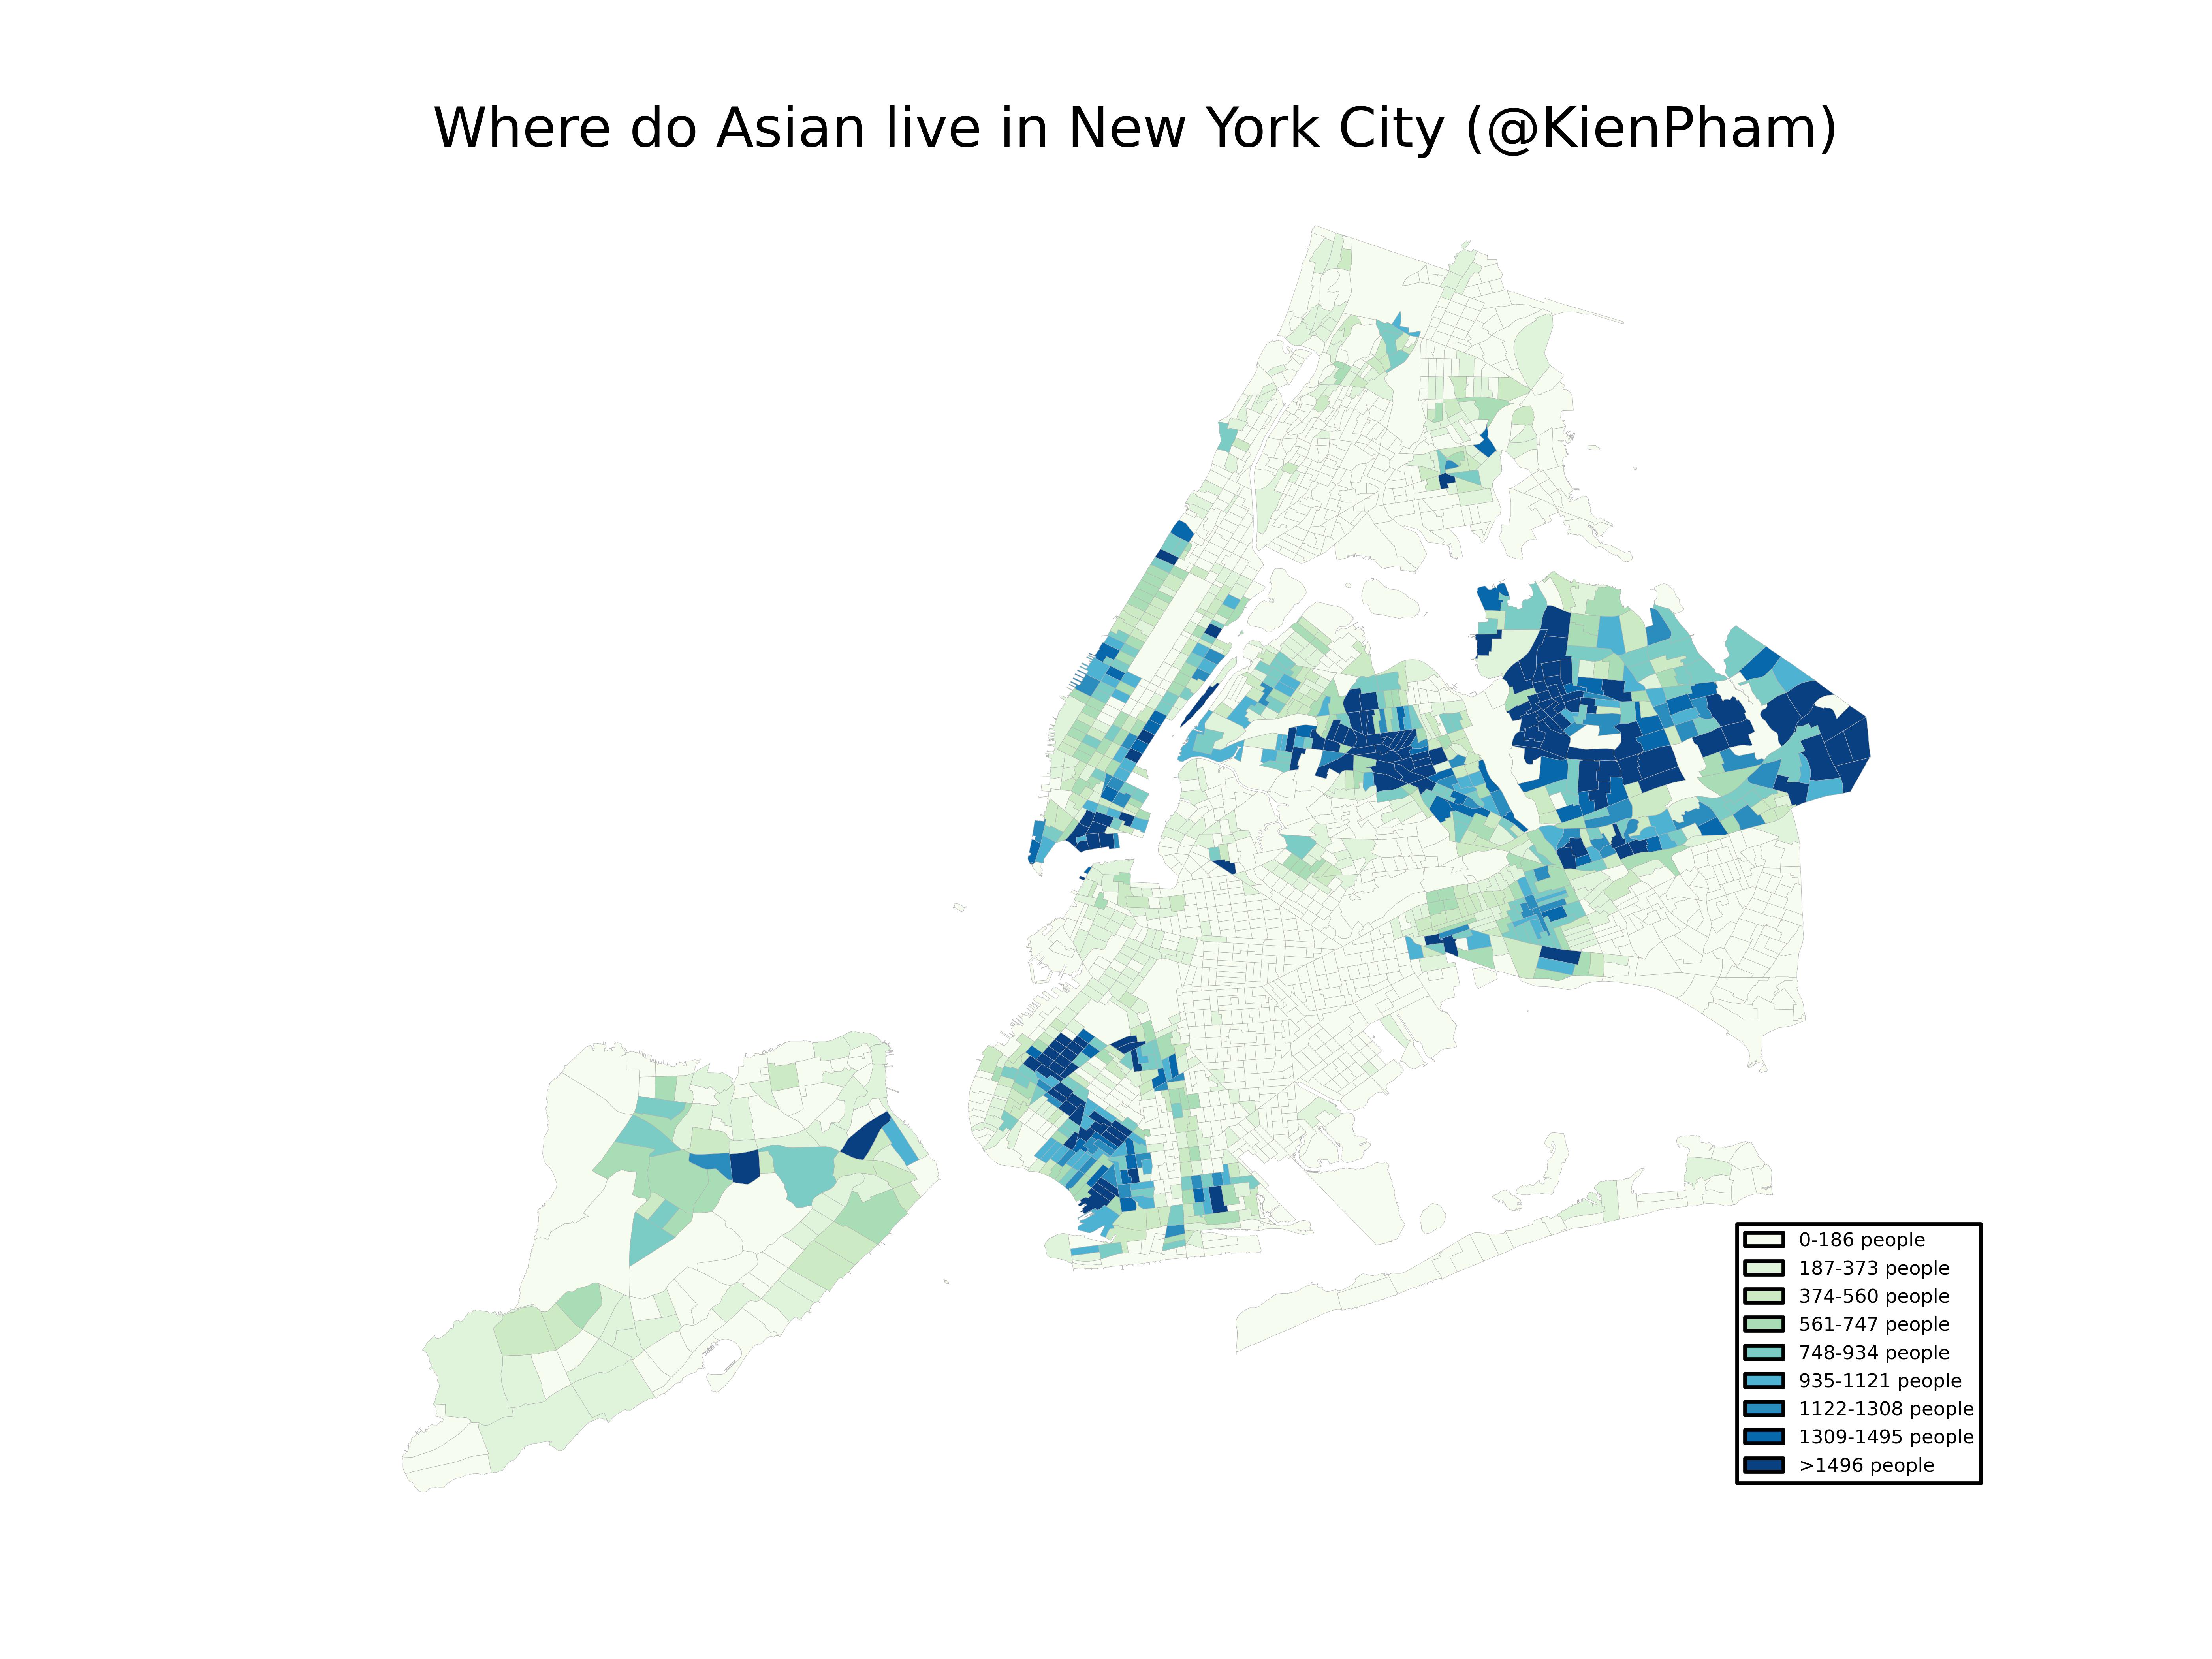 Where do Asian live in New York City (@KienPham)
0-186 people
187-373 people
374-560 people
561-747 people
748-934 people
935-1121 people
1122-1308 people
1309-1495 people
>1496 people